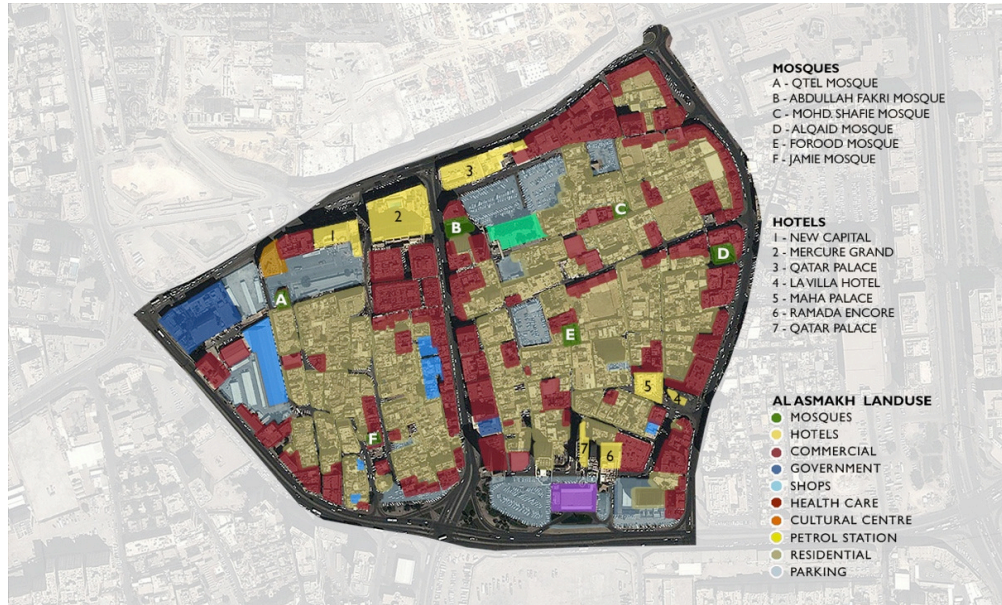 MOSQUES
A - QTEL MOSQUE
B - ABDULLAH FAKRI MOSQUE
C - MOHD. SHAFIE MOSQUE
D - ALQAID MOSQUE
E - FOROOD MOSQUE
F - JAMIE MOSQUE
HOTELS
1 - NEW CAPITAL
2 - MERCURE GRAND
3 - QATAR PALACE
4 - LA VILLA HOTEL
5 - MAHA PALACE
6 - RAMADA ENCORE
7 - QATAR PALACE
AL ASMAKH LANDUSE
MOSQUES
HOTELS
COMMERCIAL
GOVERNMENT
SHOPS
HEALTH CARE
CULTURAL CENTRE
PETROL STATION
RESIDENTIAL
PARKING
3
2
C
B
1
D
A
E
5
4
F
7
6